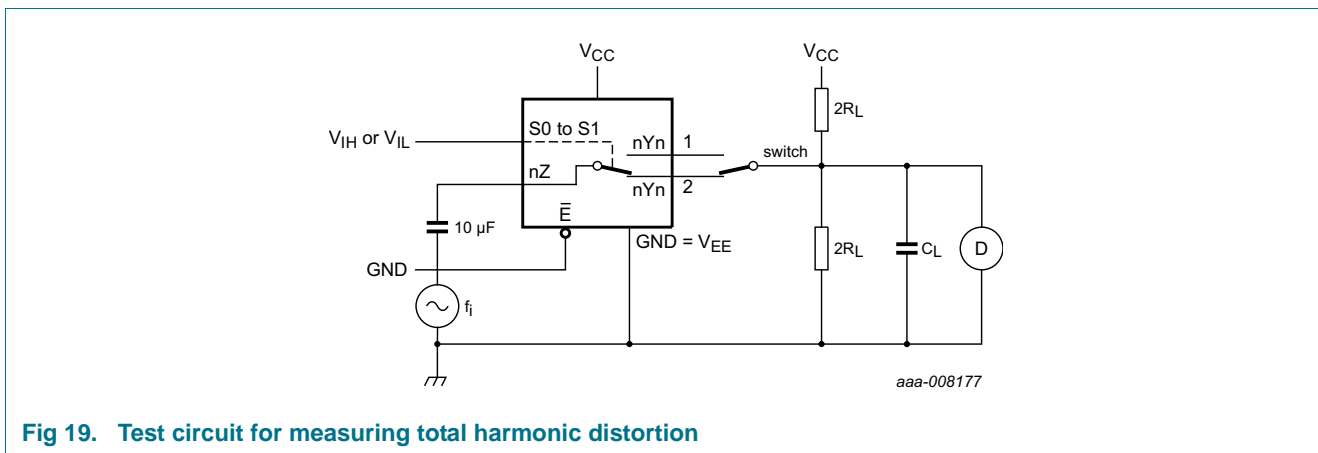 VCC
VCC
2RL
S0 to S1
nYn
1
VIH or VIL
switch
nZ
nYn
2
E̅
10 µF
GND = VEE
2RL
CL
D
GND
fi
aaa-008177
Fig 19. Test circuit for measuring total harmonic distortion